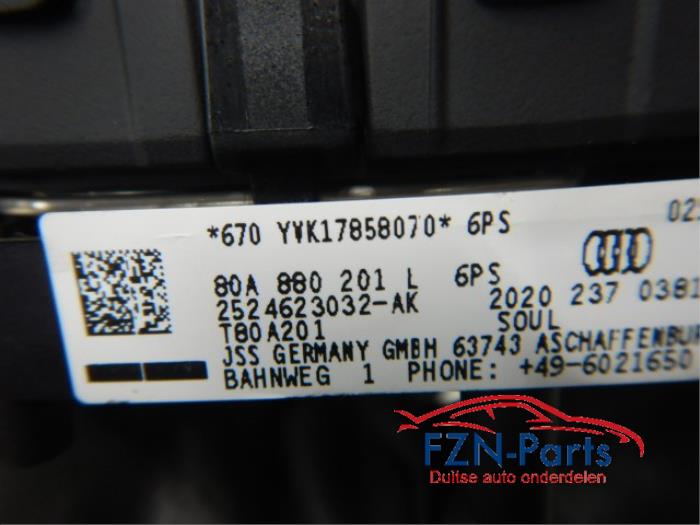 *670 YVK17858070* 6PS
80A 880 201 L 6PS
2524623032-AK 2020 237 0381
T80A201 SOUL
JSS GERMANY GMBH 63743 ASCHAFFENBUR
BAHNWEG 1 PHONE: +49-6021650
FZN-Parts
Duitse auto onderdelen